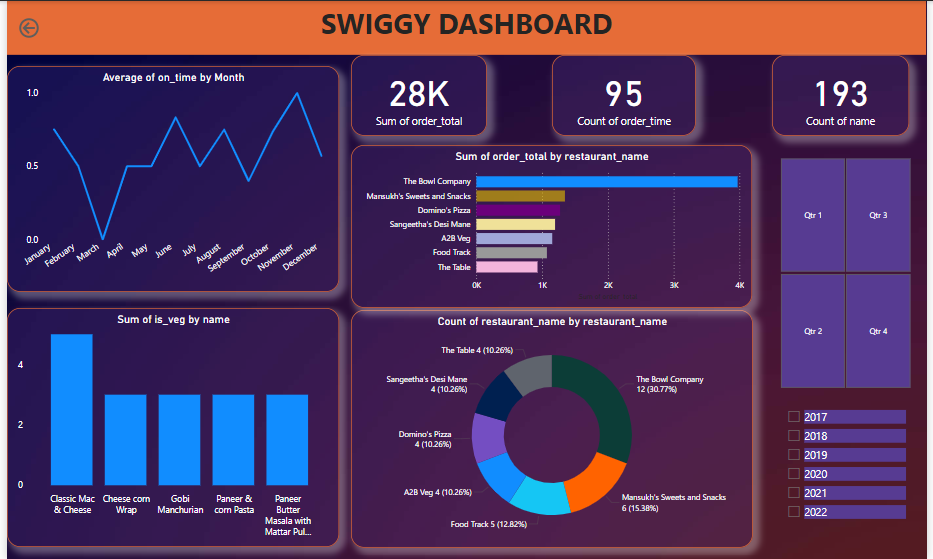 SWIGGY DASHBOARD
Average of on_time by Month
1.0
0.5
0.0
January
February
March
April
May
June
July
August
September
October
November
December
28K
Sum of order_total
95
Count of order_time
193
Count of name
Sum of order_total by restaurant_name
The Bowl Company
Mansukh's Sweets and Snacks
Domino's Pizza
Sangeetha's Desi Mane
A2B Veg
Food Track
The Table
0K
1K
2K
3K
4K
Qtr 1
Qtr 3
Qtr 2
Qtr 4
Sum of is_veg by name
4
2
0
Classic Mac
& Cheese
Cheese corn
Wrap
Gobi
Manchurian
Paneer &
corn Pasta
Paneer
Butter
Masala with
Mattar Pul...
Count of restaurant_name by restaurant_name
The Table 4 (10.26%)
Sangeetha's Desi Mane
4 (10.26%)
Domino's Pizza
4 (10.26%)
A2B Veg 4 (10.26%)
Food Track 5 (12.82%)
The Bowl Company
12 (30.77%)
Mansukh's Sweets and Snacks
6 (15.38%)
2017
2018
2019
2020
2021
2022